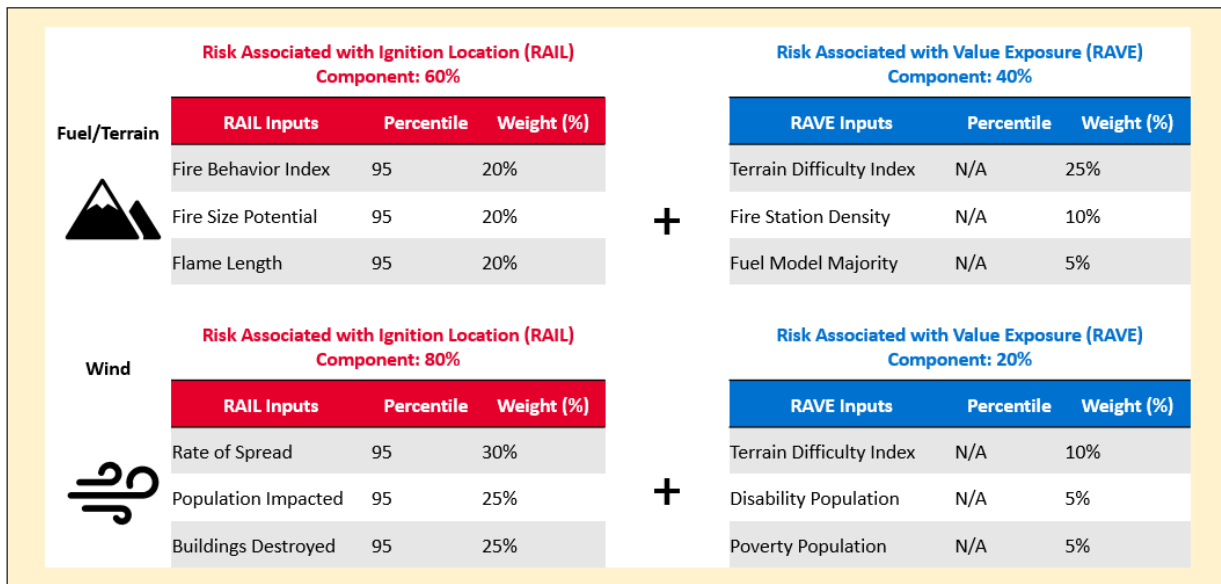 Risk Associated with Ignition Location (RAIL)
Component: 60%
Risk Associated with Value Exposure (RAVE)
Component: 40%
Fuel/Terrain
RAIL Inputs Percentile Weight (%)
Fire Behavior Index 95 20%
Fire Size Potential 95 20%
Flame Length 95 20%
+
RAVE Inputs Percentile Weight (%)
Terrain Difficulty Index N/A 25%
Fire Station Density N/A 10%
Fuel Model Majority N/A 5%
Risk Associated with Ignition Location (RAIL)
Component: 80%
Risk Associated with Value Exposure (RAVE)
Component: 20%
Wind
RAIL Inputs Percentile Weight (%)
Rate of Spread 95 30%
Population Impacted 95 25%
Buildings Destroyed 95 25%
+
RAVE Inputs Percentile Weight (%)
Terrain Difficulty Index N/A 10%
Disability Population N/A 5%
Poverty Population N/A 5%